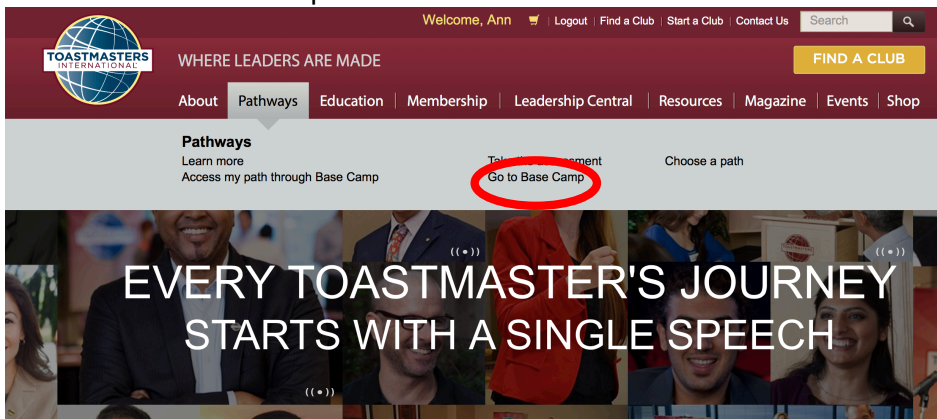 Welcome, Ann | Logout | Find a Club | Start a Club | Contact Us Search
TOASTMASTERS
INTERNATIONAL
WHERE LEADERS ARE MADE
FIND A CLUB
About Pathways Education | Membership | Leadership Central | Resources | Magazine | Events | Shop
Pathways
Learn more
Choose a path
Access my path through Base Camp
Go to Base Camp
EVERY TOASTMASTER'S JOURNEY
STARTS WITH A SINGLE SPEECH